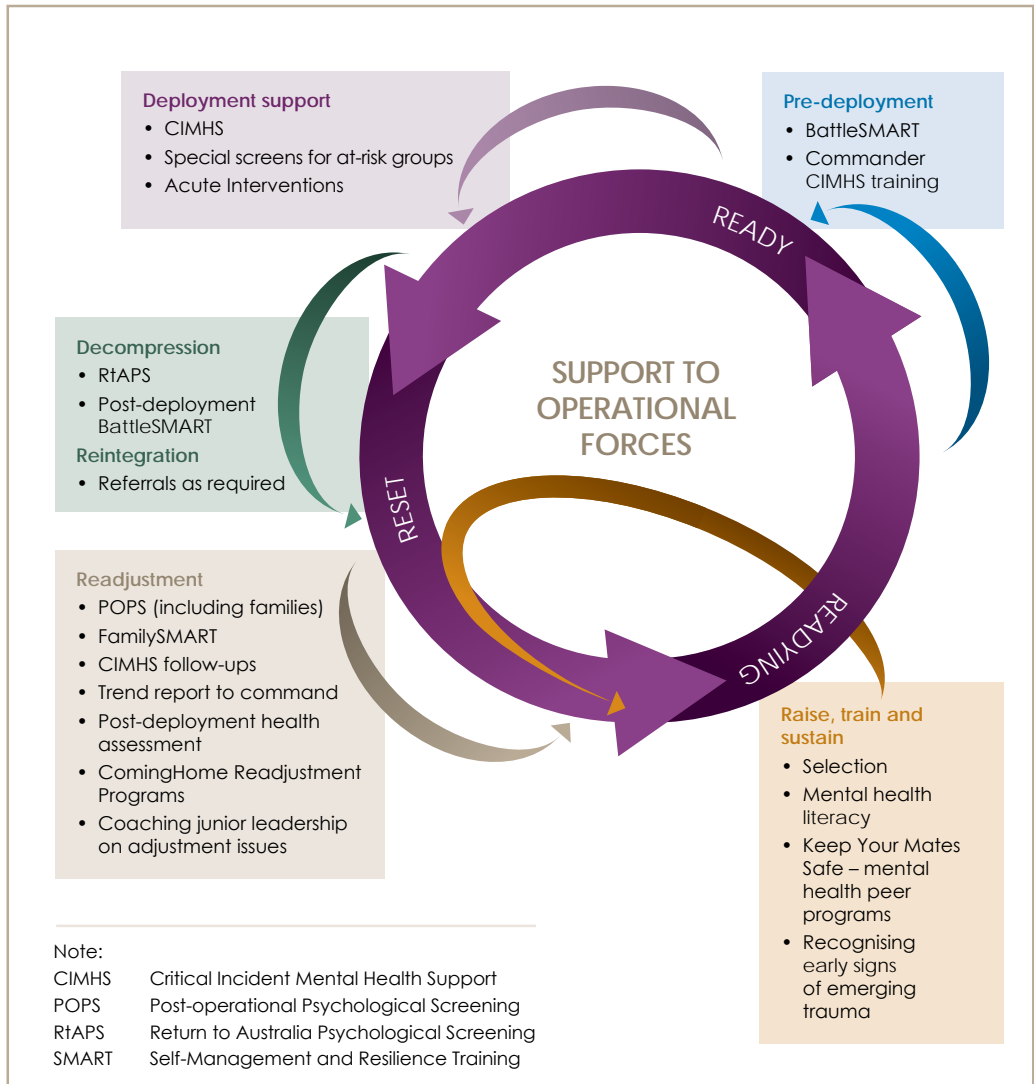 Deployment support
• CIMHS
• Special screens for at-risk groups
• Acute Interventions
Pre-deployment
• BattleSMART
• Commander
CIMHS training
READY
Decompression
• RtAPS
• Post-deployment
BattleSMART
Reintegration
• Referrals as required
SUPPORT TO
OPERATIONAL
FORCES
RESET
READYING
Readjustment
• POPS (including families)
• FamilySMART
• CIMHS follow-ups
• Trend report to command
• Post-deployment health
assessment
• ComingHome Readjustment
Programs
• Coaching junior leadership
on adjustment issues
Raise, train and
sustain
• Selection
• Mental health
literacy
• Keep Your Mates
Safe – mental
health peer
programs
• Recognising
early signs
of emerging
trauma
Note:
CIMHS Critical Incident Mental Health Support
POPS Post-operational Psychological Screening
RtAPS Return to Australia Psychological Screening
SMART Self-Management and Resilience Training